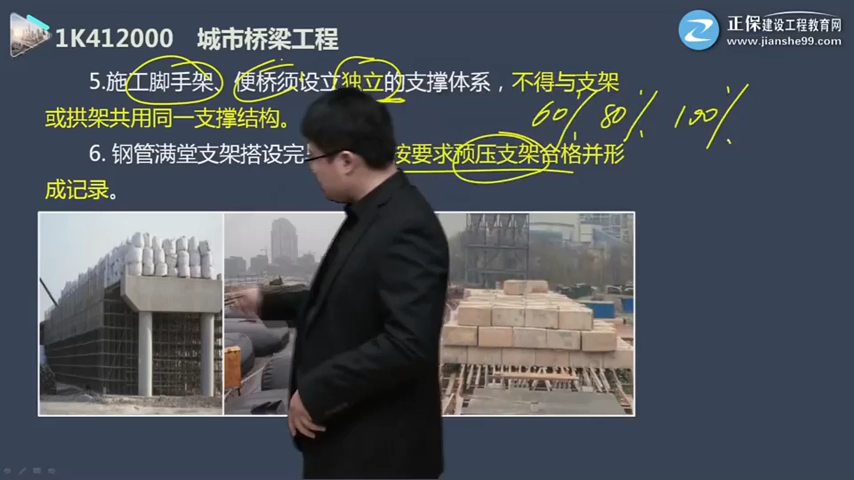 1K412000 城市桥梁工程
正保建设工程教育网
www.jianshe99.com
5.施工脚手架、便桥须设立独立的支撑体系，不得与支架
或拱架共用同一支撑结构。
60% 80% 100%
6. 钢管满堂支架搭设完 按要求预压支架合格并形
成记录。